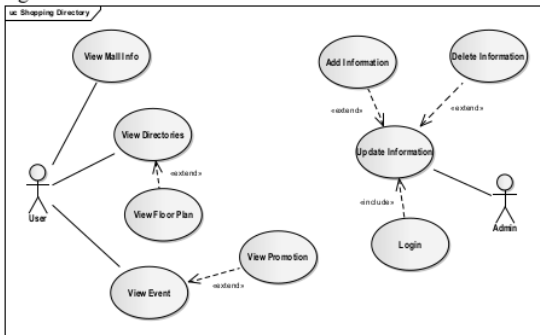 uc Shopping Directory
View Mall Info
Add Information
Delete Information
«extend»
«extend»
View Directories
Update Information
«extend»
User
View Floor Plan
«include»
Admin
Login
View Promotion
View Event
«extend»